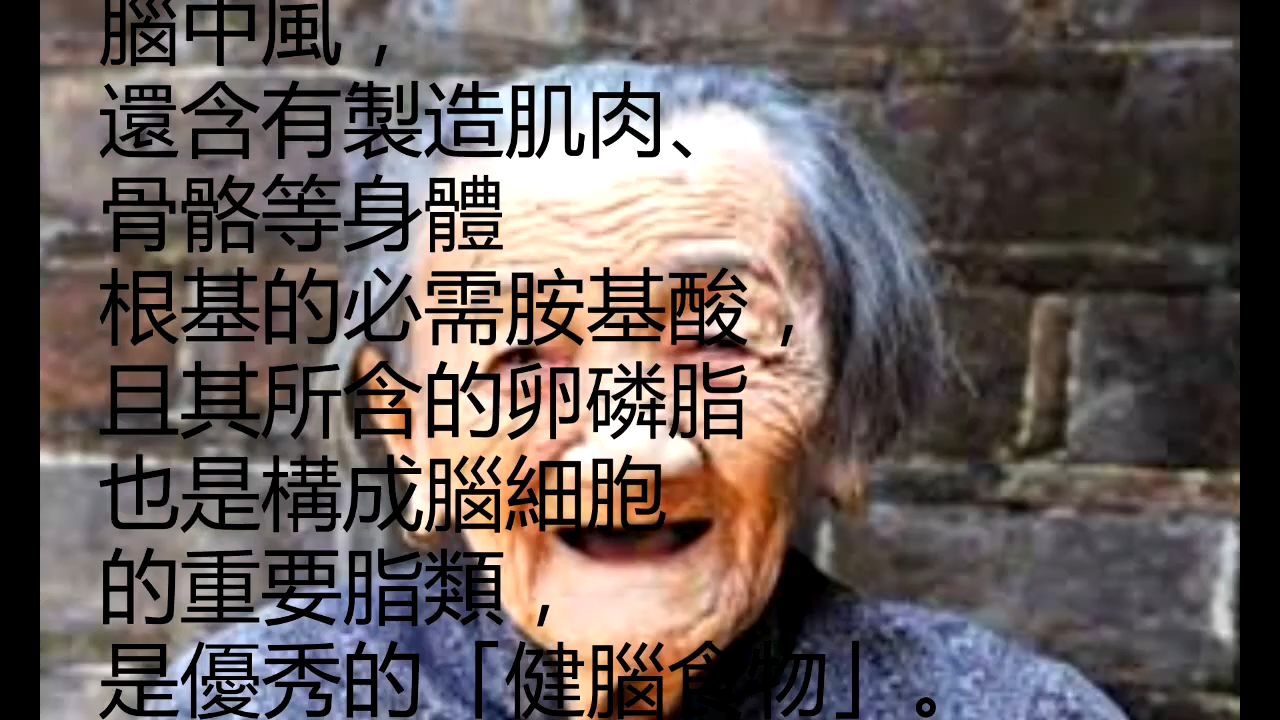 腦中風，
還含有製造肌肉、
骨骼等身體
根基的必需胺基酸，
且其所含的卵磷脂
也是構成腦細胞
的重要脂類，
是優秀的「健腦食物」。